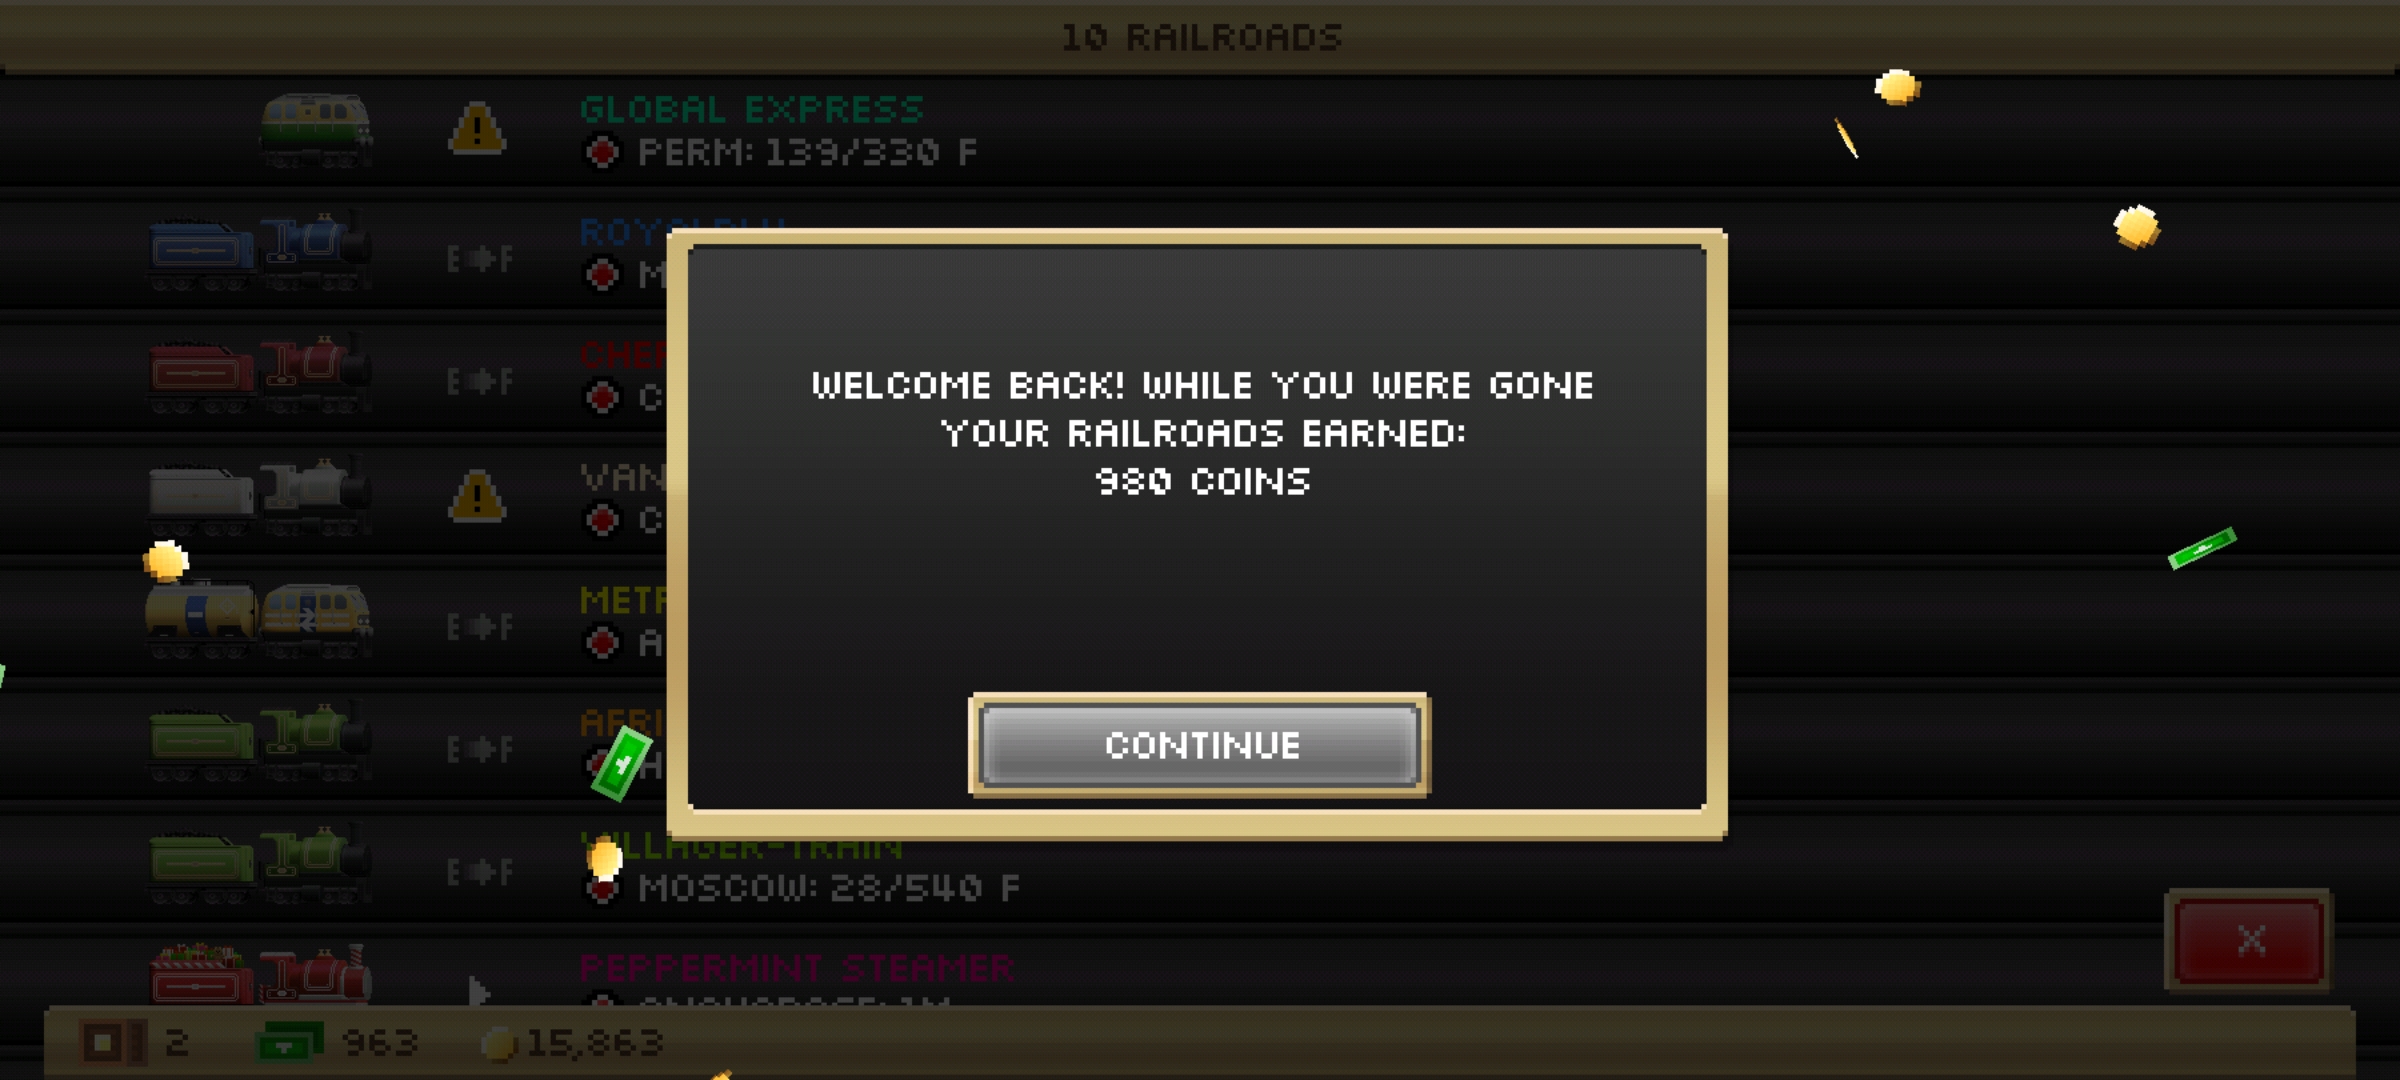 10 RAILROADS
GLOBAL EXPRESS
PERM: 139/330 F
E F
E F
WELCOME BACK! WHILE YOU WERE GONE
YOUR RAILROADS EARNED:
980 COINS
E F
E F
CONTINUE
E F
MOSCOW: 28/540 F
PEPPERMINT STEAMER
X
2 963 15,863